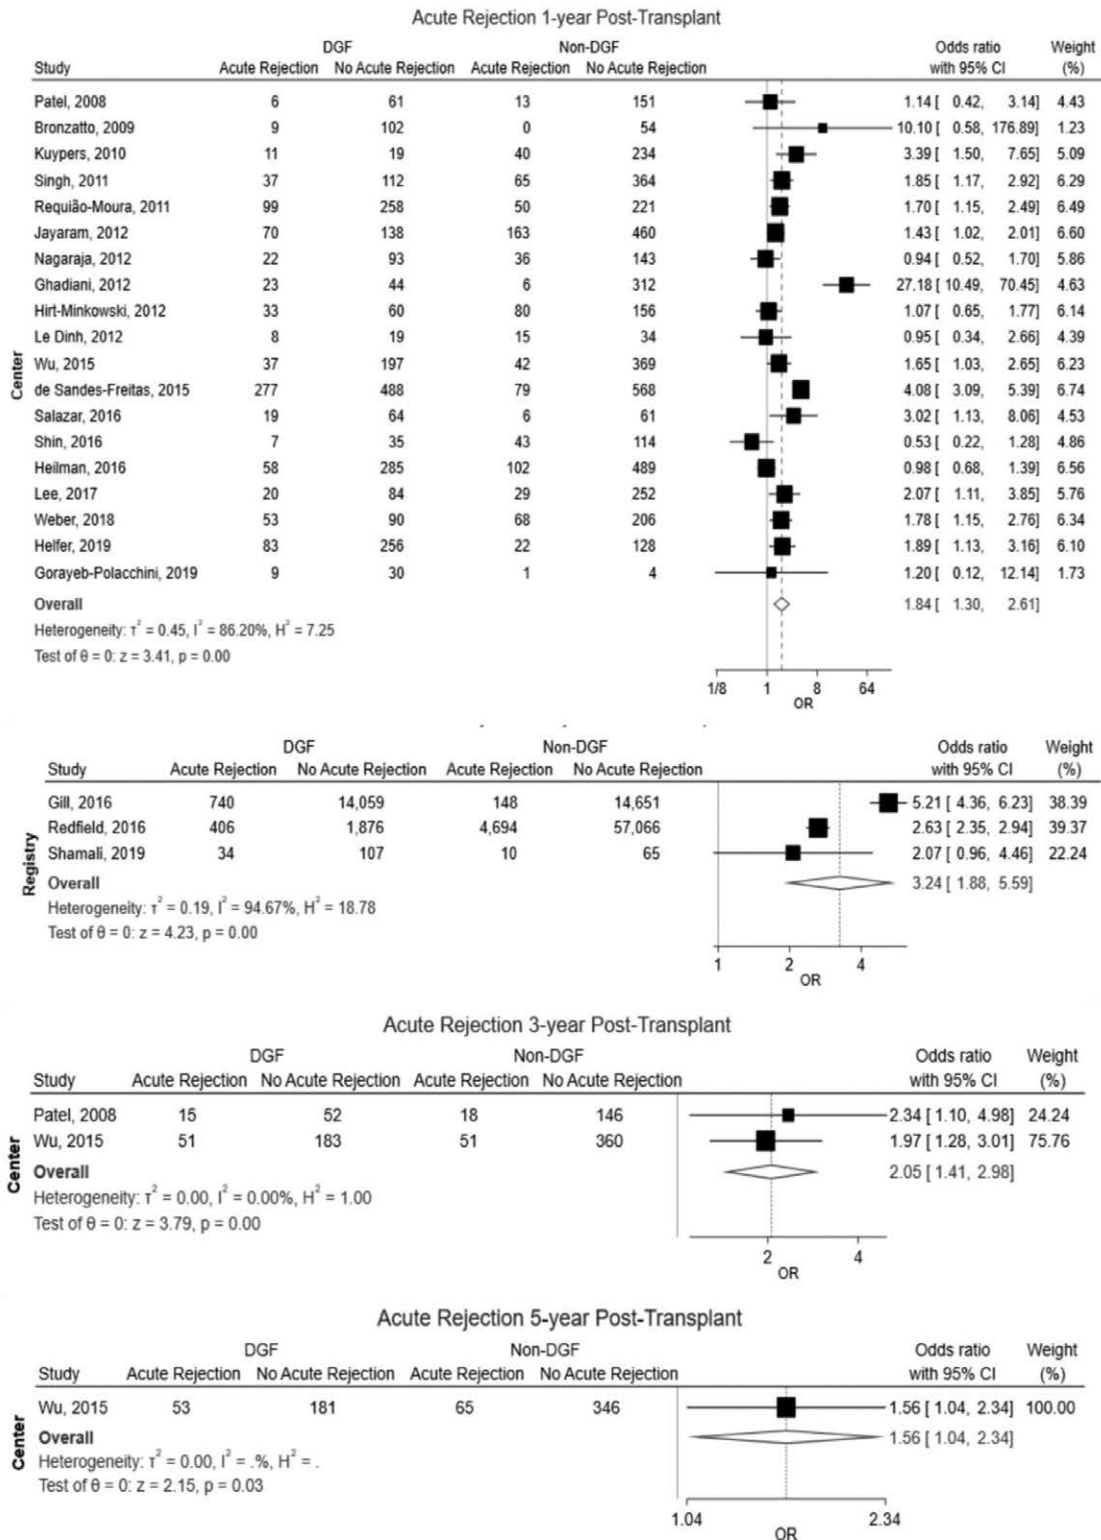 Acute Rejection 1-year Post-Transplant
DGF Non-DGF Odds ratio Weight
Study Acute Rejection No Acute Rejection Acute Rejection No Acute Rejection with 95% CI (%)
Patel, 2008 6 61 13 151 1.14 [ 0.42, 3.14] 4.43
Bronzatto, 2009 9 102 0 54 10.10 [ 0.58, 176.89] 1.23
Kuypers, 2010 11 19 40 234 3.39 [ 1.50, 7.65] 5.09
Singh, 2011 37 112 65 364 1.85 [ 1.17, 2.92] 6.29
Requião-Moura, 2011 99 258 50 221 1.70 [ 1.15, 2.49] 6.49
Jayaram, 2012 70 138 163 460 1.43 [ 1.02, 2.01] 6.60
Nagaraja, 2012 22 93 36 143 0.94 [ 0.52, 1.70] 5.86
Ghadiani, 2012 23 44 6 312 27.18 [ 10.49, 70.45] 4.63
Hirt-Minkowski, 2012 33 60 80 156 1.07 [ 0.65, 1.77] 6.14
Le Dinh, 2012 8 19 15 34 0.95 [ 0.34, 2.66] 4.39
Wu, 2015 37 197 42 369 1.65 [ 1.03, 2.65] 6.23
de Sandes-Freitas, 2015 277 488 79 568 4.08 [ 3.09, 5.39] 6.74
Salazar, 2016 19 64 6 61 3.02 [ 1.13, 8.06] 4.53
Shin, 2016 7 35 43 114 0.53 [ 0.22, 1.28] 4.86
Heilman, 2016 58 285 102 489 0.98 [ 0.68, 1.39] 6.56
Lee, 2017 20 84 29 252 2.07 [ 1.11, 3.85] 5.76
Weber, 2018 53 90 68 206 1.78 [ 1.15, 2.76] 6.34
Helfer, 2019 83 256 22 128 1.89 [ 1.13, 3.16] 6.10
Gorayeb-Polacchini, 2019 9 30 1 4 1.20 [ 0.12, 12.14] 1.73
Center
Overall 1.84 [ 1.30, 2.61]
Heterogeneity: τ² = 0.45, I² = 86.20%, H² = 7.25
Test of θ = 0: z = 3.41, p = 0.00
1/8 1 8 64
OR
DGF Non-DGF Odds ratio Weight
Study Acute Rejection No Acute Rejection Acute Rejection No Acute Rejection with 95% CI (%)
Gill, 2016 740 14,059 148 14,651 5.21 [ 4.36, 6.23] 38.39
Redfield, 2016 406 1,876 4,694 57,066 2.63 [ 2.35, 2.94] 39.37
Shamali, 2019 34 107 10 65 2.07 [ 0.96, 4.46] 22.24
Registry
Overall 3.24 [ 1.88, 5.59]
Heterogeneity: τ² = 0.19, I² = 94.67%, H² = 18.78
Test of θ = 0: z = 4.23, p = 0.00
1 2 4
OR
Acute Rejection 3-year Post-Transplant
DGF Non-DGF Odds ratio Weight
Study Acute Rejection No Acute Rejection Acute Rejection No Acute Rejection with 95% CI (%)
Patel, 2008 15 52 18 146 2.34 [ 1.10, 4.98] 24.24
Wu, 2015 51 183 51 360 1.97 [ 1.28, 3.01] 75.76
Center
Overall 2.05 [ 1.41, 2.98]
Heterogeneity: τ² = 0.00, I² = 0.00%, H² = 1.00
Test of θ = 0: z = 3.79, p = 0.00
2 4
OR
Acute Rejection 5-year Post-Transplant
DGF Non-DGF Odds ratio Weight
Study Acute Rejection No Acute Rejection Acute Rejection No Acute Rejection with 95% CI (%)
Wu, 2015 53 181 65 346 1.56 [ 1.04, 2.34] 100.00
Center
Overall 1.56 [ 1.04, 2.34]
Heterogeneity: τ² = 0.00, I² = .%, H² = .
Test of θ = 0: z = 2.15, p = 0.03
1.04 2.34
OR